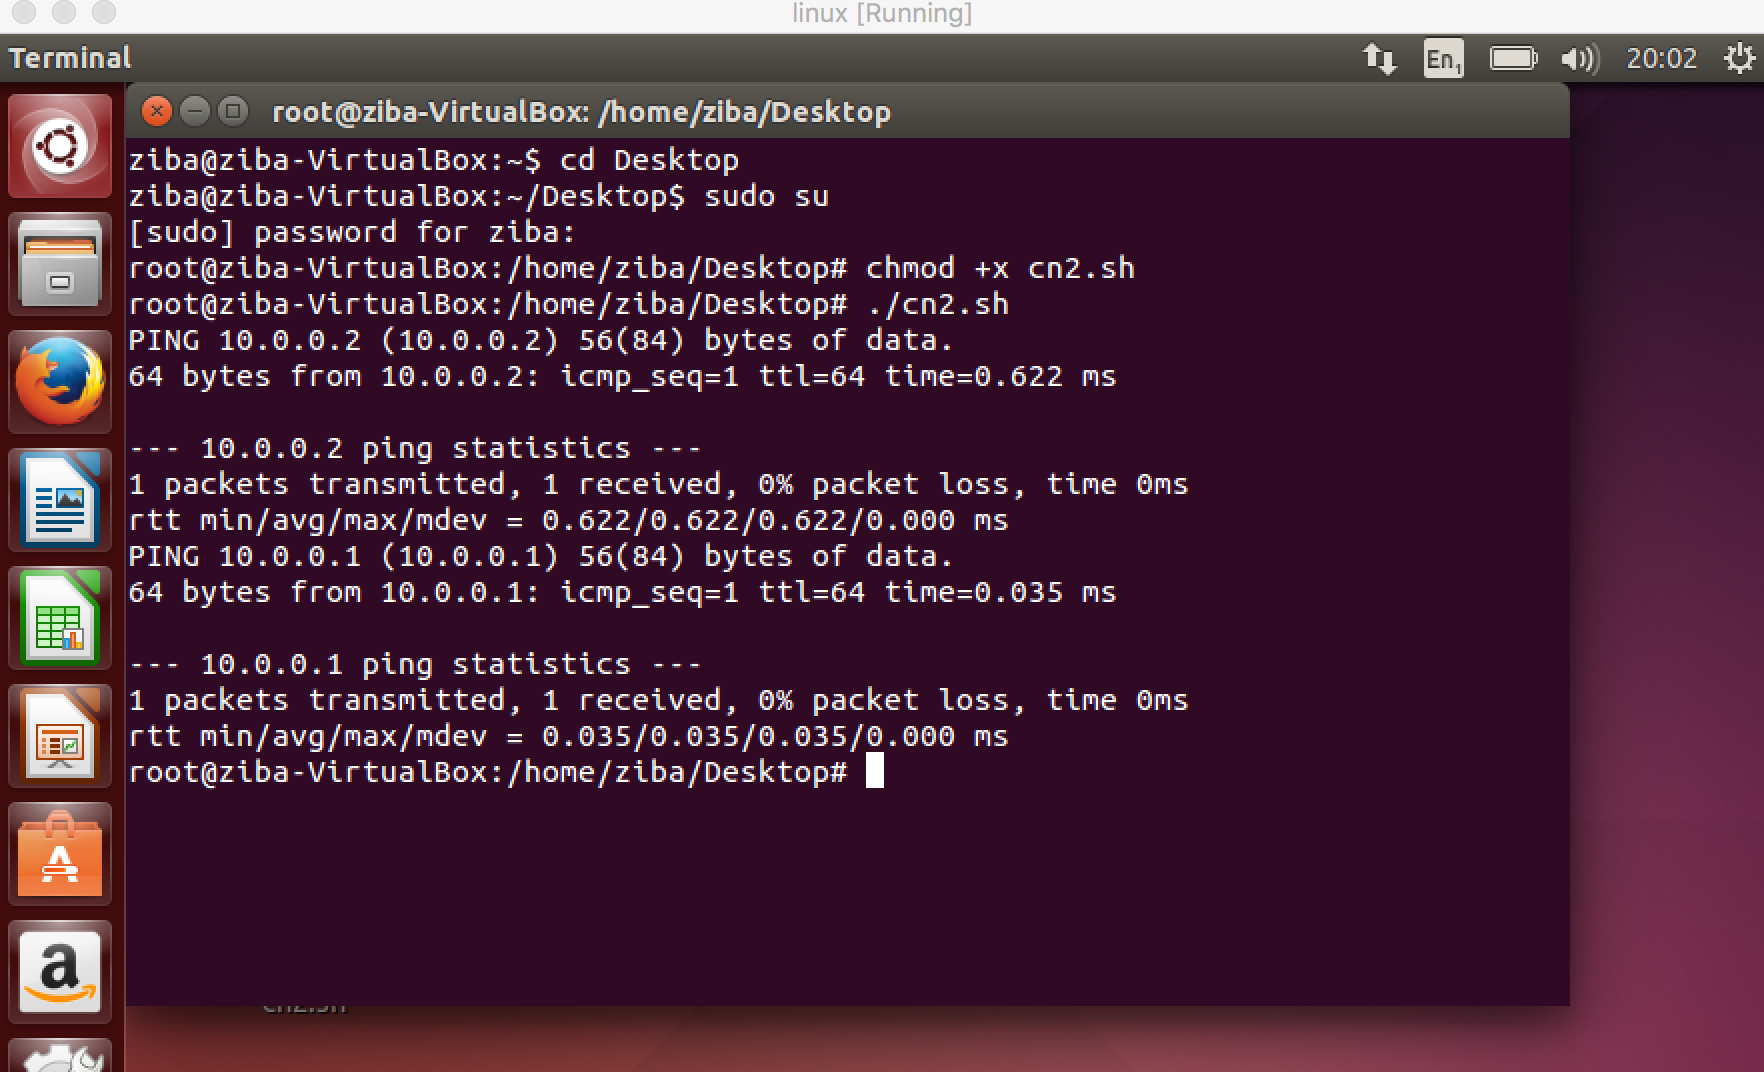 linux [Running]
Terminal
En1
20:02
root@ziba-VirtualBox: /home/ziba/Desktop
ziba@ziba-VirtualBox:~$ cd Desktop
ziba@ziba-VirtualBox:~/Desktop$ sudo su
[sudo] password for ziba:
root@ziba-VirtualBox:/home/ziba/Desktop# chmod +x cn2.sh
root@ziba-VirtualBox:/home/ziba/Desktop# ./cn2.sh
PING 10.0.0.2 (10.0.0.2) 56(84) bytes of data.
64 bytes from 10.0.0.2: icmp_seq=1 ttl=64 time=0.622 ms

--- 10.0.0.2 ping statistics ---
1 packets transmitted, 1 received, 0% packet loss, time 0ms
rtt min/avg/max/mdev = 0.622/0.622/0.622/0.000 ms
PING 10.0.0.1 (10.0.0.1) 56(84) bytes of data.
64 bytes from 10.0.0.1: icmp_seq=1 ttl=64 time=0.035 ms

--- 10.0.0.1 ping statistics ---
1 packets transmitted, 1 received, 0% packet loss, time 0ms
rtt min/avg/max/mdev = 0.035/0.035/0.035/0.000 ms
root@ziba-VirtualBox:/home/ziba/Desktop#
a
cn2.sh